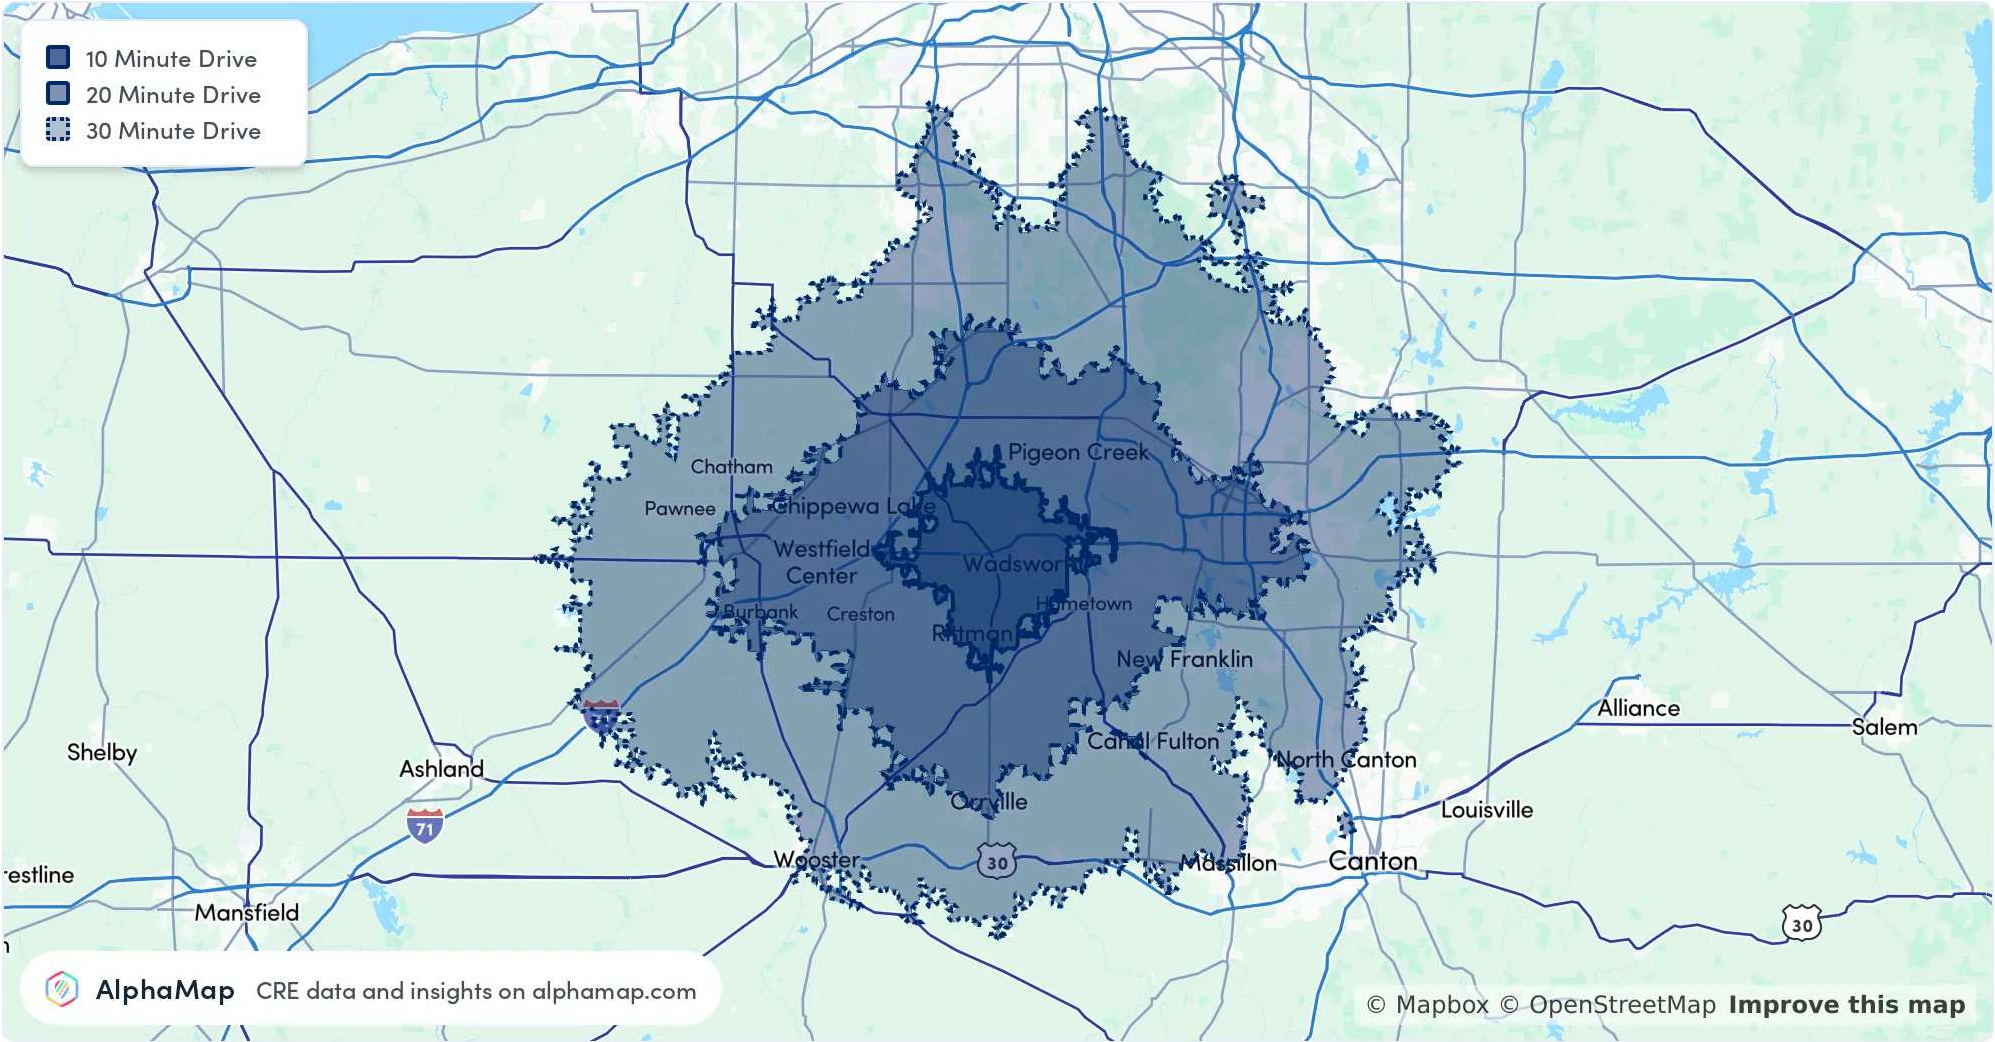 10 Minute Drive
20 Minute Drive
30 Minute Drive
Pigeon Creek
Chatham
Pawnee
Chippewa Lake
Westfield
Center
Wadswor
Hometown
Burbank
Creston
Rittman
New Franklin
Alliance
Salem
Shelby
Ashland
Canal Fulton
North Canton
Orrville
Louisville
71
Wooster
30
Massillon
Canton
restline
Mansfield
30
AlphaMap CRE data and insights on alphamap.com
© Mapbox © OpenStreetMap Improve this map